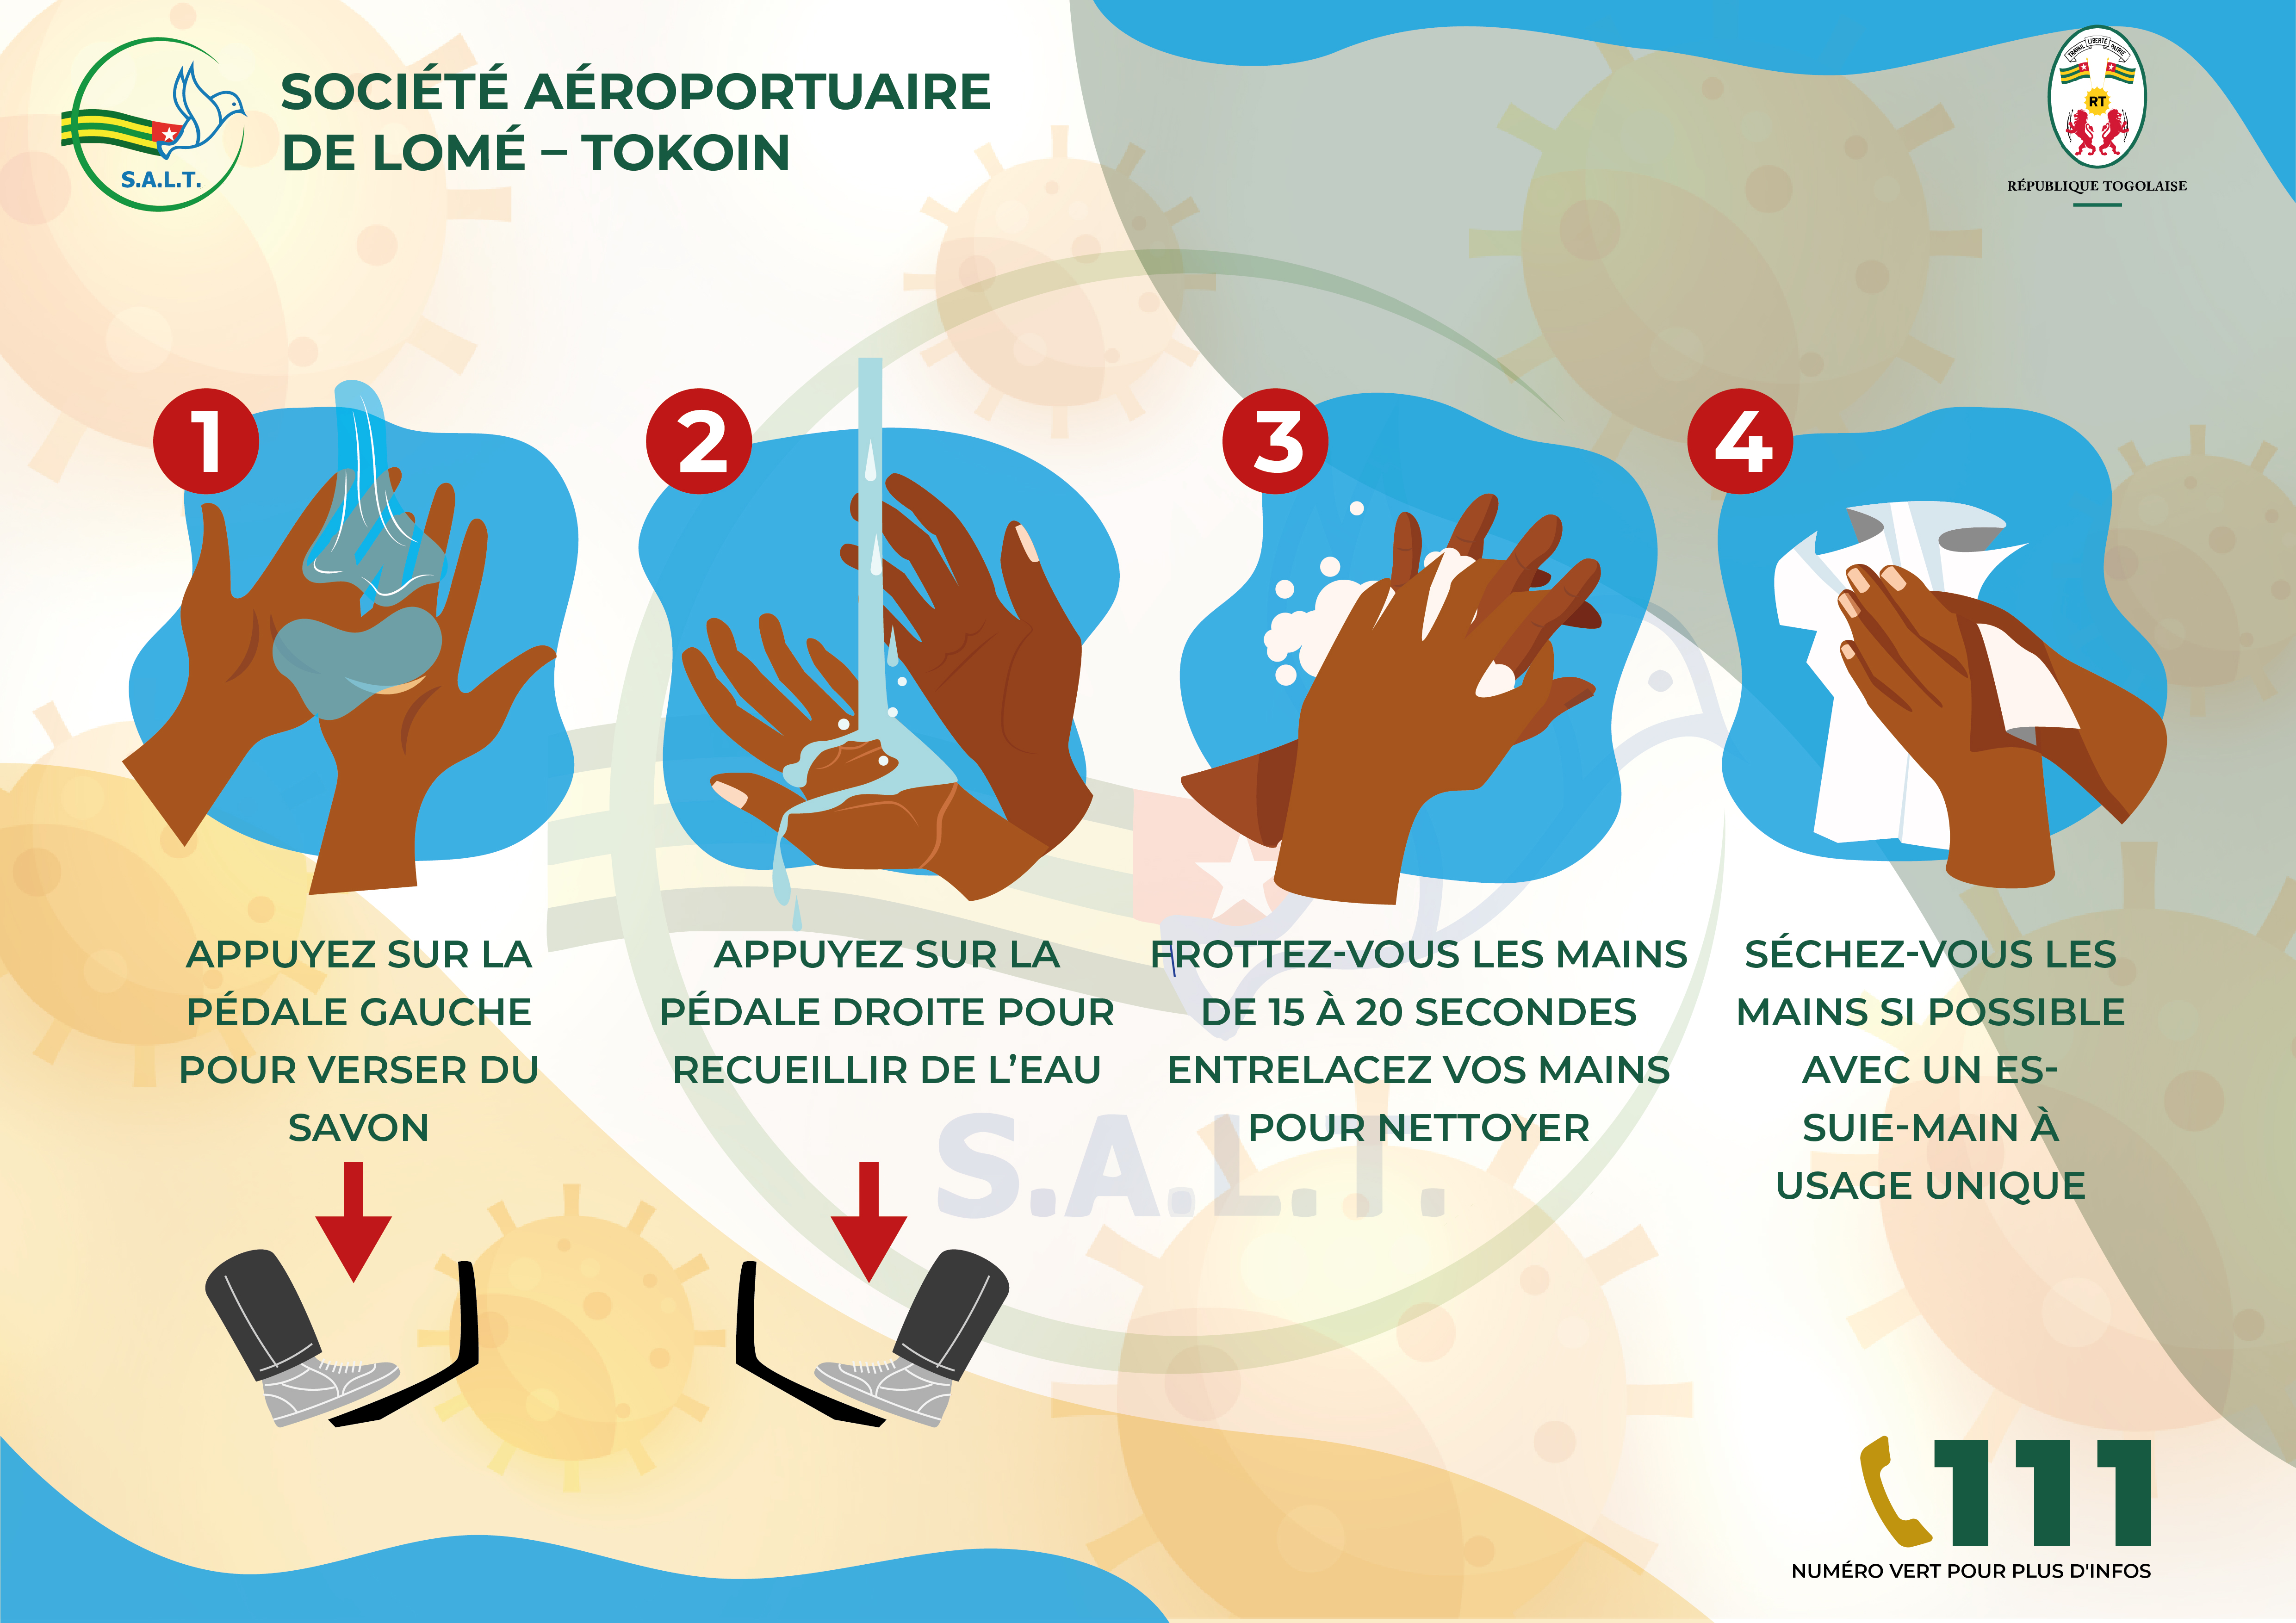 SOCIÉTÉ AÉROPORTUAIRE
DE LOMÉ – TOKOIN
S.A.L.T.
TRAVAIL LIBERTÉ PATRIE
RT
RÉPUBLIQUE TOGOLAISE
1
2
3
4
APPUYEZ SUR LA
PÉDALE GAUCHE
POUR VERSER DU
SAVON
APPUYEZ SUR LA
PÉDALE DROITE POUR
RECUEILLIR DE L’EAU
FROTTEZ-VOUS LES MAINS
DE 15 À 20 SECONDES
ENTRELACEZ VOS MAINS
POUR NETTOYER
SÉCHEZ-VOUS LES
MAINS SI POSSIBLE
AVEC UN ES-
SUIE-MAIN À
USAGE UNIQUE
S.A.L.T.
111
NUMÉRO VERT POUR PLUS D'INFOS